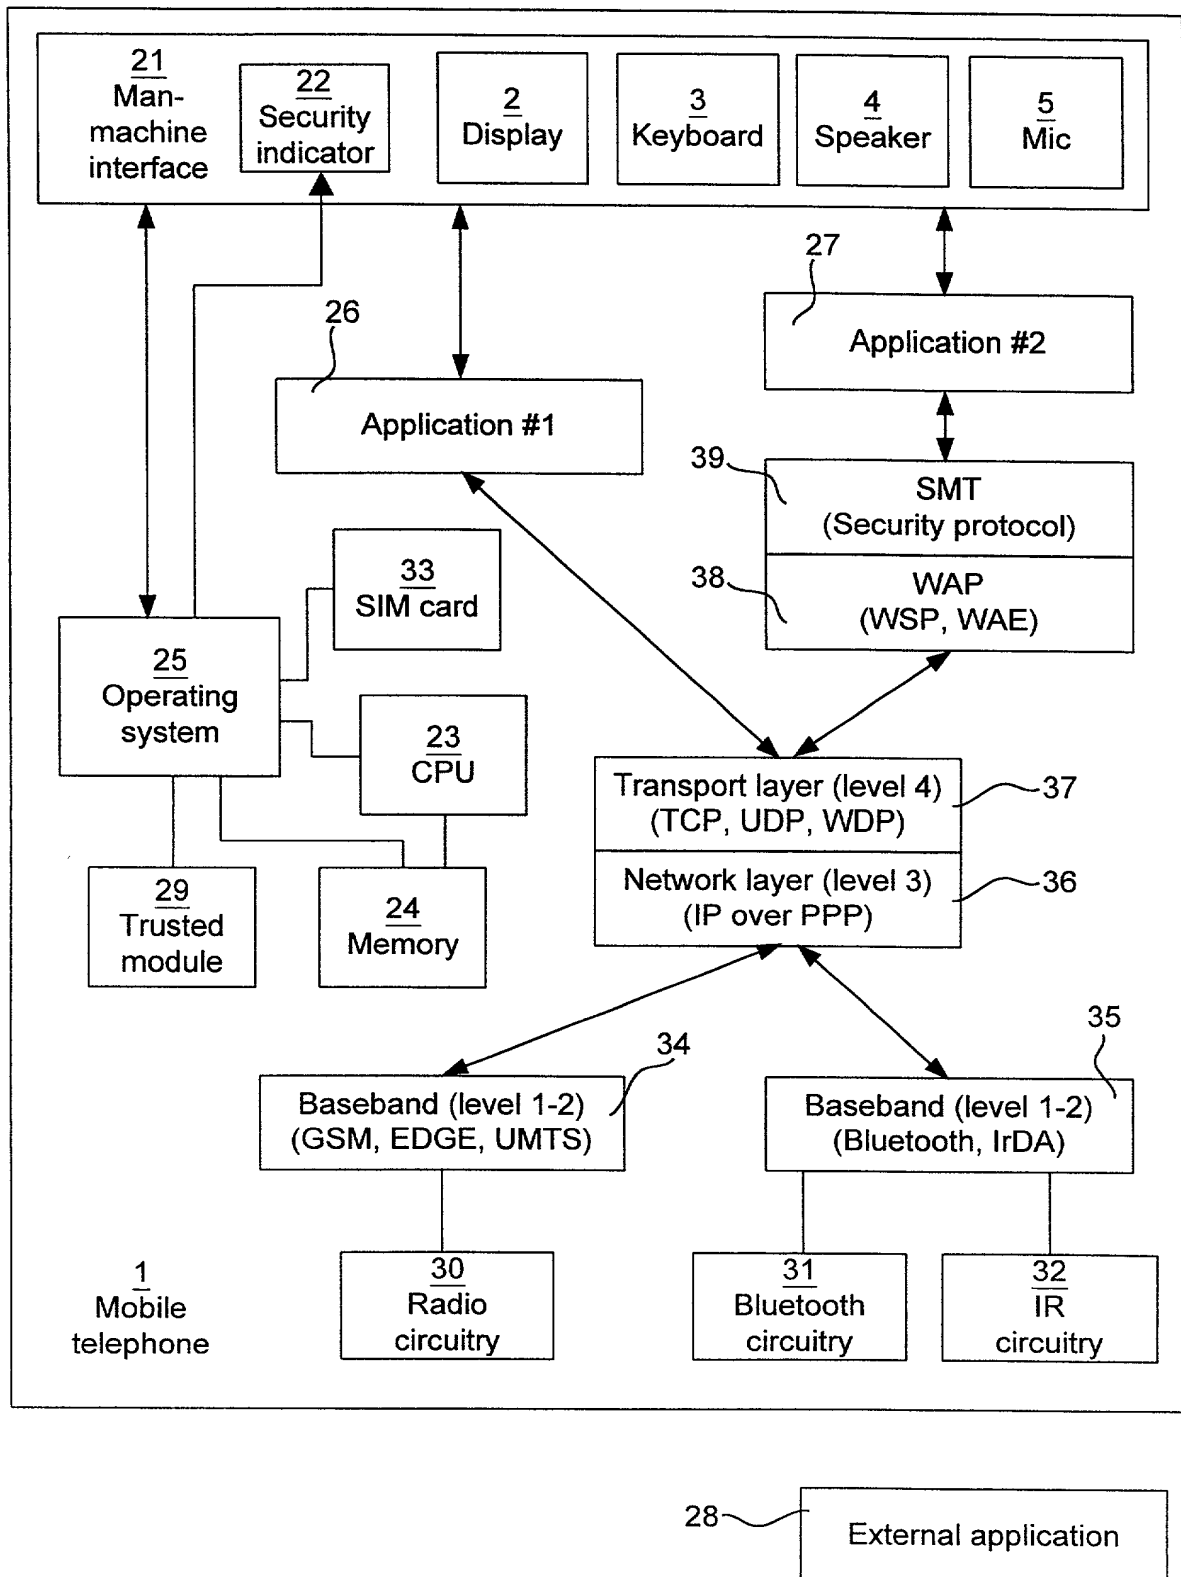 21
Man-
machine
interface
22
Security
indicator
2
Display
3
Keyboard
4
Speaker
5
Mic
27
Application #2
26
Application #1
39
SMT
(Security protocol)
38
WAP
(WSP, WAE)
33
SIM card
25
Operating
system
23
CPU
Transport layer (level 4)
(TCP, UDP, WDP)
37
Network layer (level 3)
(IP over PPP)
36
29
Trusted
module
24
Memory
34
Baseband (level 1-2)
(GSM, EDGE, UMTS)
35
Baseband (level 1-2)
(Bluetooth, IrDA)
1
Mobile
telephone
30
Radio
circuitry
31
Bluetooth
circuitry
32
IR
circuitry
28
External application